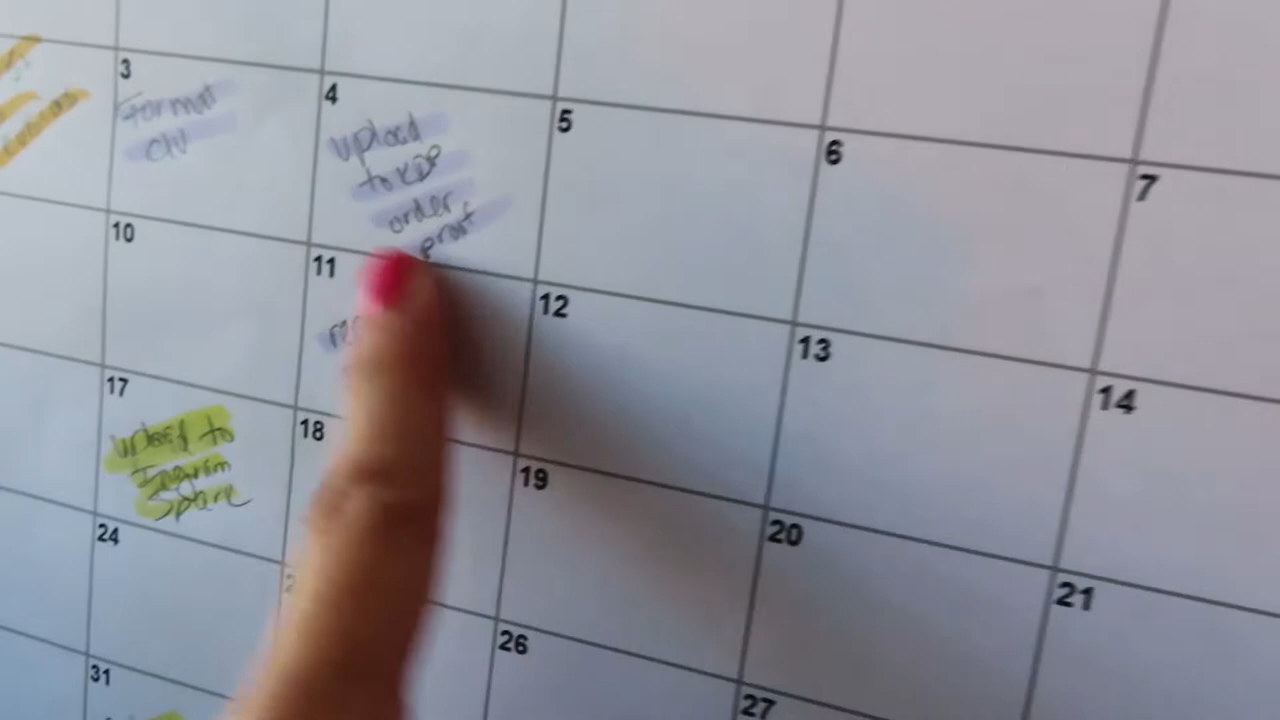 3
Format
4
upload
to KDP
order
proof
5
6
7
10
11
12
13
14
17
upload to
Ingram
Spark
18
19
20
21
24
26
27
31